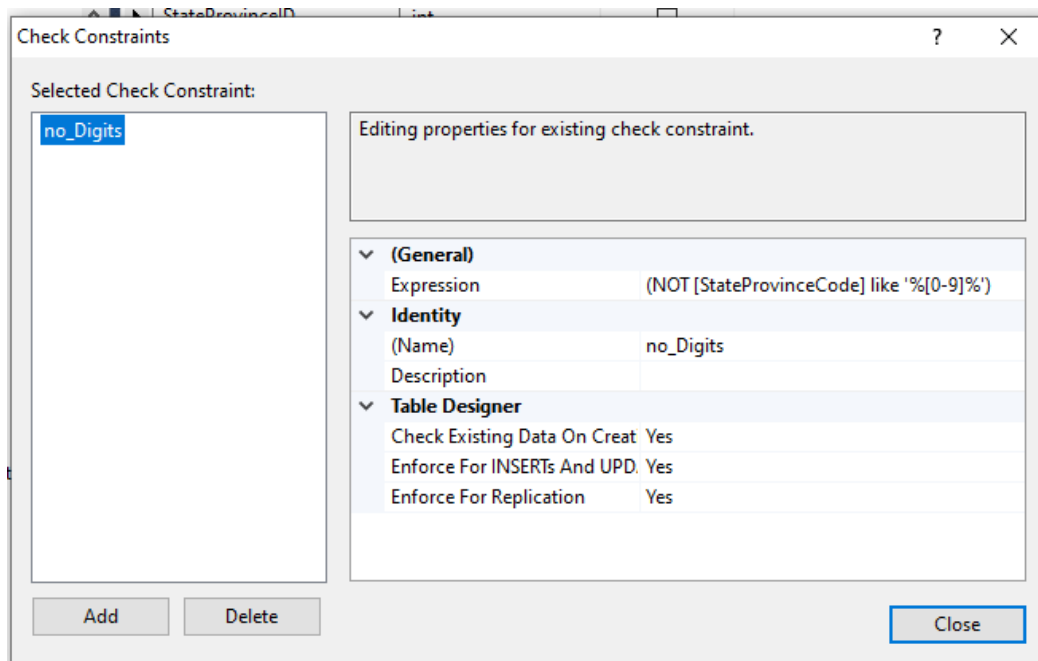 StateProvinceID int
Check Constraints ?
Selected Check Constraint:
no_Digits
Editing properties for existing check constraint.
(General)
Expression (NOT [StateProvinceCode] like '%[0-9]%')
Identity
(Name) no_Digits
Description
Table Designer
Check Existing Data On Creat Yes
Enforce For INSERTs And UPD. Yes
Enforce For Replication Yes
Add Delete
Close